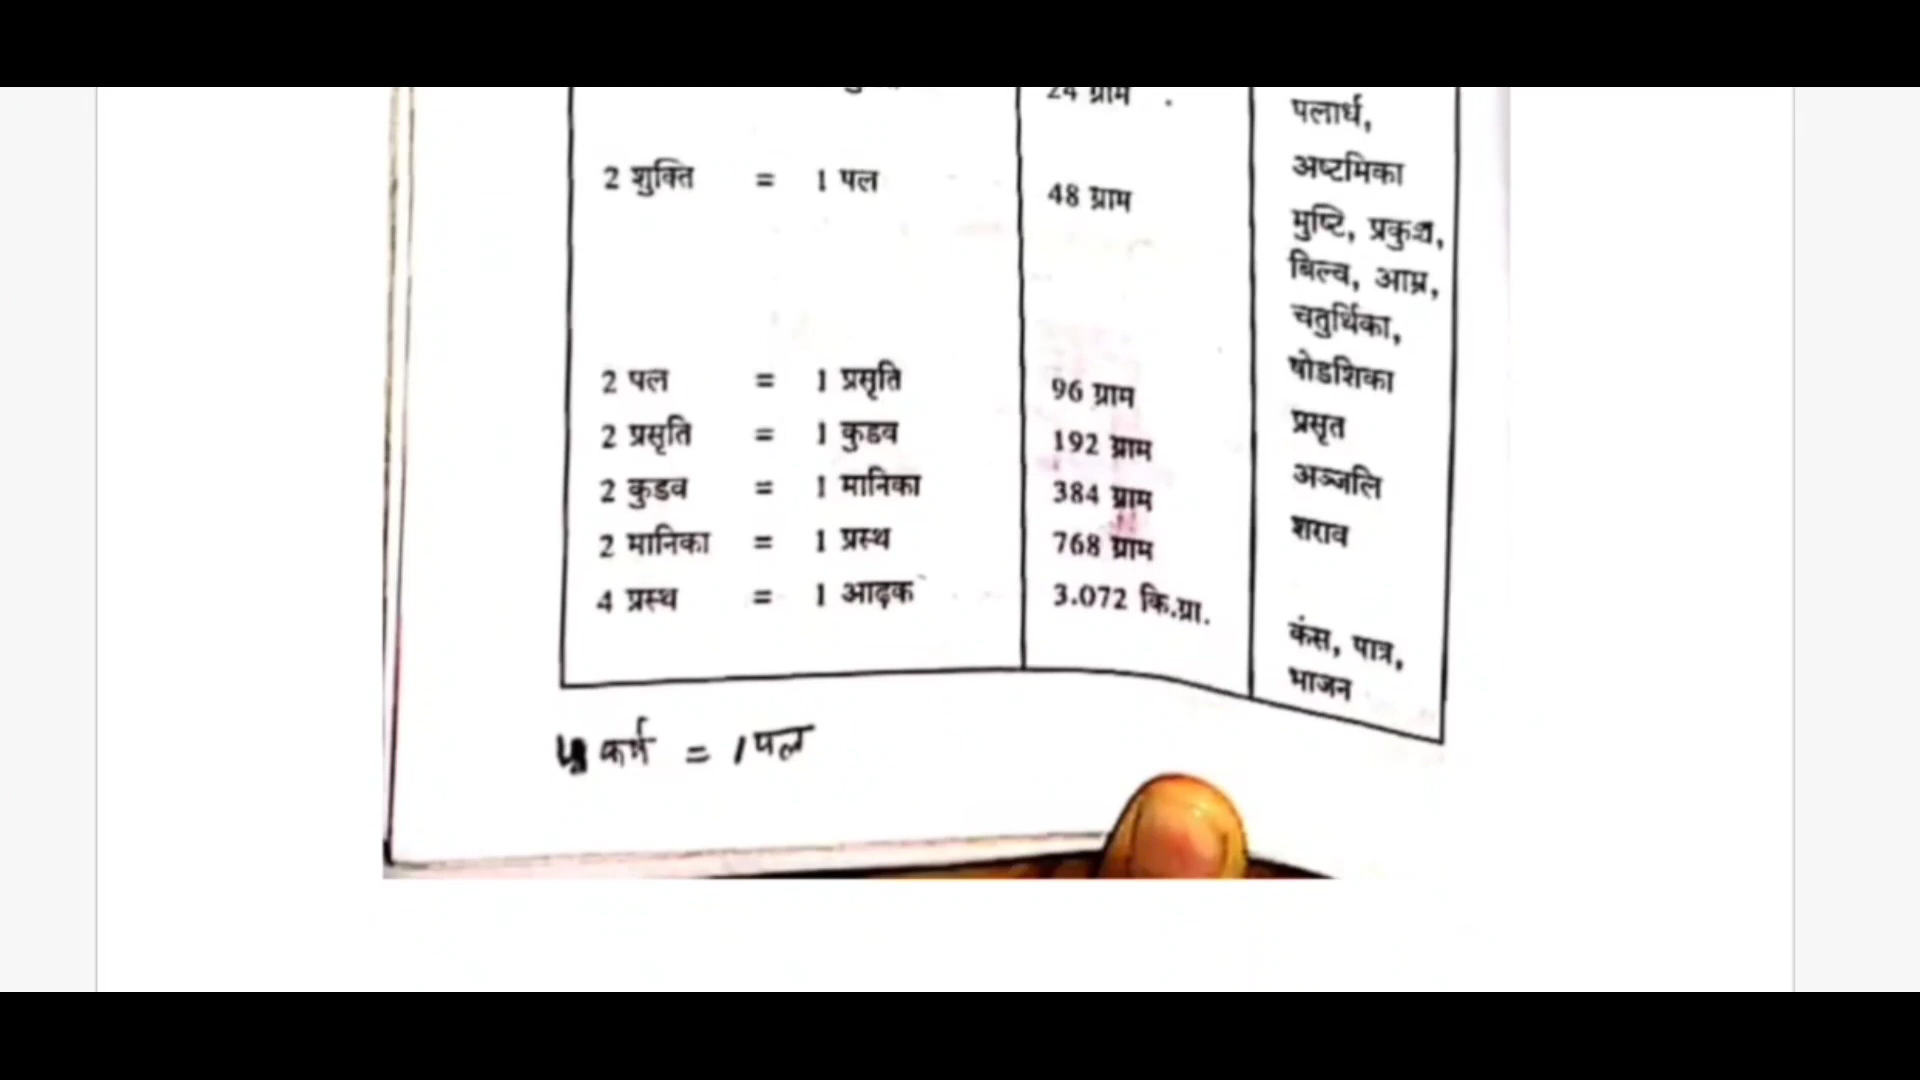 24 ग्राम
पलार्ध,
अष्टमिका
2 शुक्ति = 1 पल 48 ग्राम
मुष्टि, प्रकुञ्च,
बिल्व, आम्र,
चतुर्थिका,
षोडशिका
2 पल = 1 प्रसृति 96 ग्राम प्रसृत
2 प्रसृति = 1 कुडव 192 ग्राम अञ्जलि
2 कुडव = 1 मानिका 384 ग्राम शराव
2 मानिका = 1 प्रस्थ 768 ग्राम
4 प्रस्थ = 1 आढ़क 3.072 कि.ग्रा. कंस, पात्र,
भाजन
4 कर्ष = 1 पल